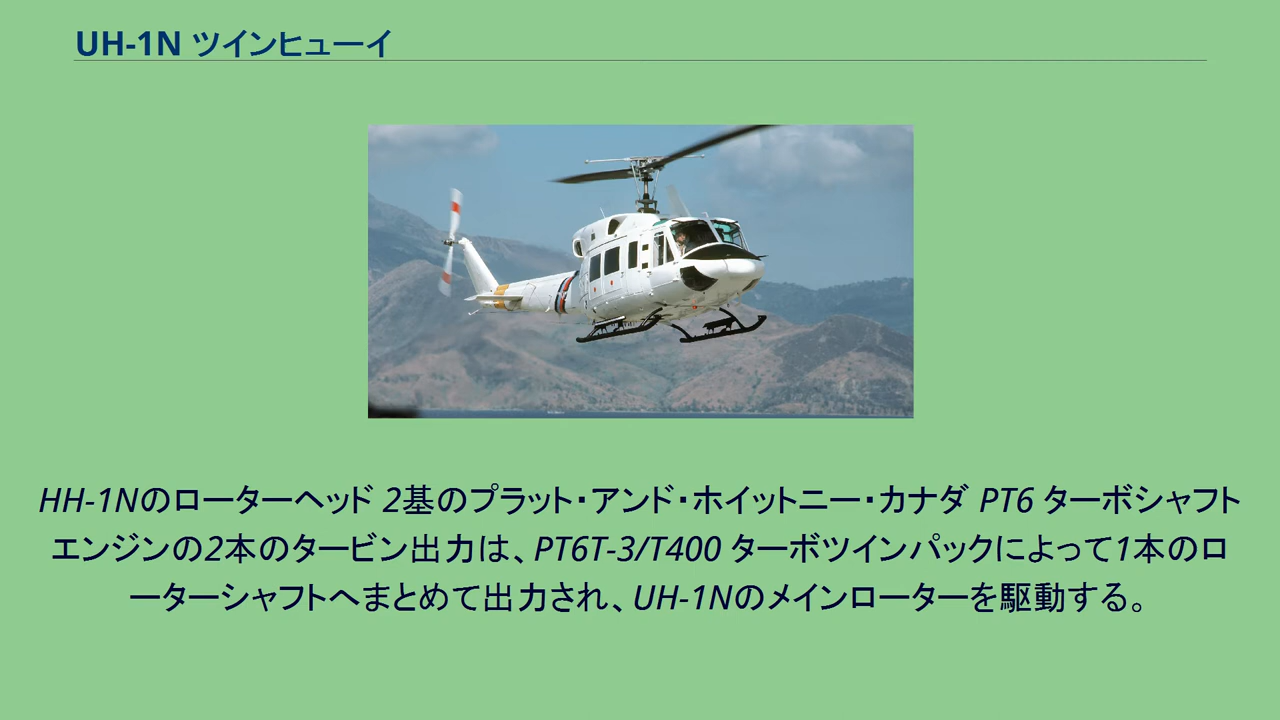 UH-1N ツインヒューイ
HH-1Nのローターヘッド 2基のプラット・アンド・ホイットニー・カナダ PT6 ターボシャフト
エンジンの2本のタービン出力は、PT6T-3/T400 ターボツインパックによって1本のロ
ーターシャフトへまとめて出力され、UH-1Nのメインローターを駆動する。